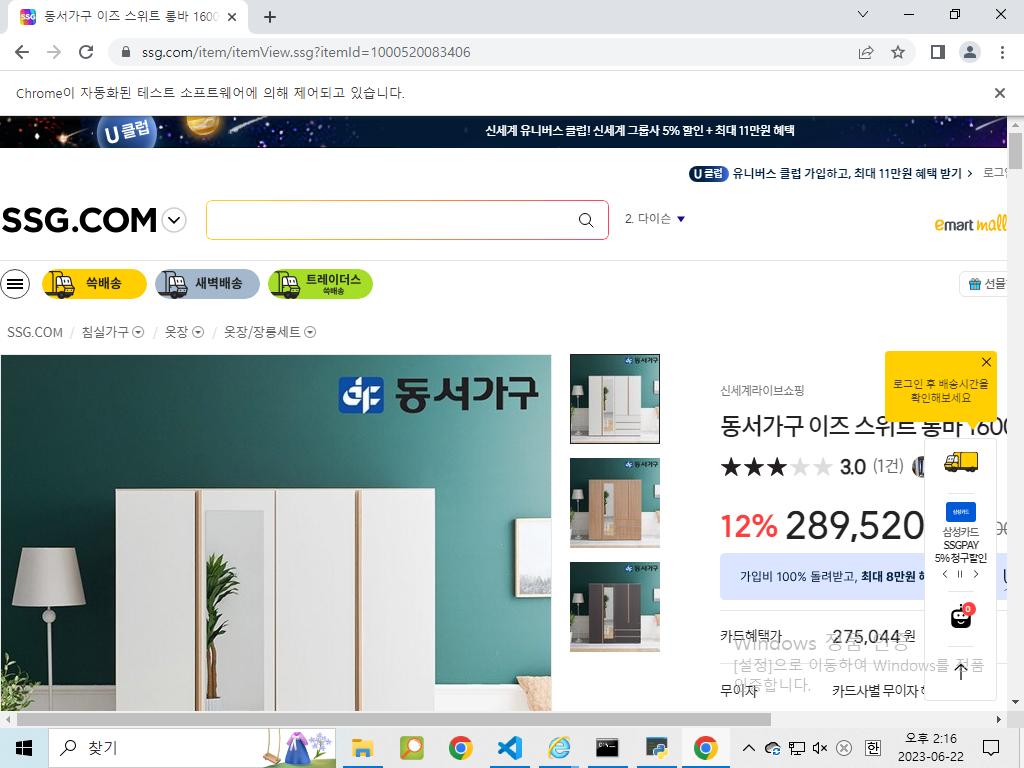 동서가구 이즈 스위트 롱바 1600
ssg.com/item/itemView.ssg?itemId=1000520083406
Chrome이 자동화된 테스트 소프트웨어에 의해 제어되고 있습니다.
U클럽
신세계 유니버스 클럽! 신세계 그룹사 5% 할인 + 최대 11만원 혜택
U클럽 유니버스 클럽 가입하고, 최대 11만원 혜택 받기
SSG.COM
2. 다이슨
emart mall
쓱배송
새벽배송
트레이더스
쓱배송
선물
SSG.COM / 침실가구 / 옷장 / 옷장/장롱세트
동서가구
로그인 후 배송시간을
확인해보세요
신세계라이브쇼핑
동서가구 이즈 스위트 롱바 1600
3.0 (1건)
12% 289,520
삼성카드
삼성카드
SSGPAY
5% 청구할인
가입비 100% 돌려받고, 최대 8만원
0
카드혜택가 275,044원
Windows 정품 인증
[설정]으로 이동하여 Windows를 정품
인증합니다.
무이자 카드사별 무이자
찾기
오후 2:16
2023-06-22
한